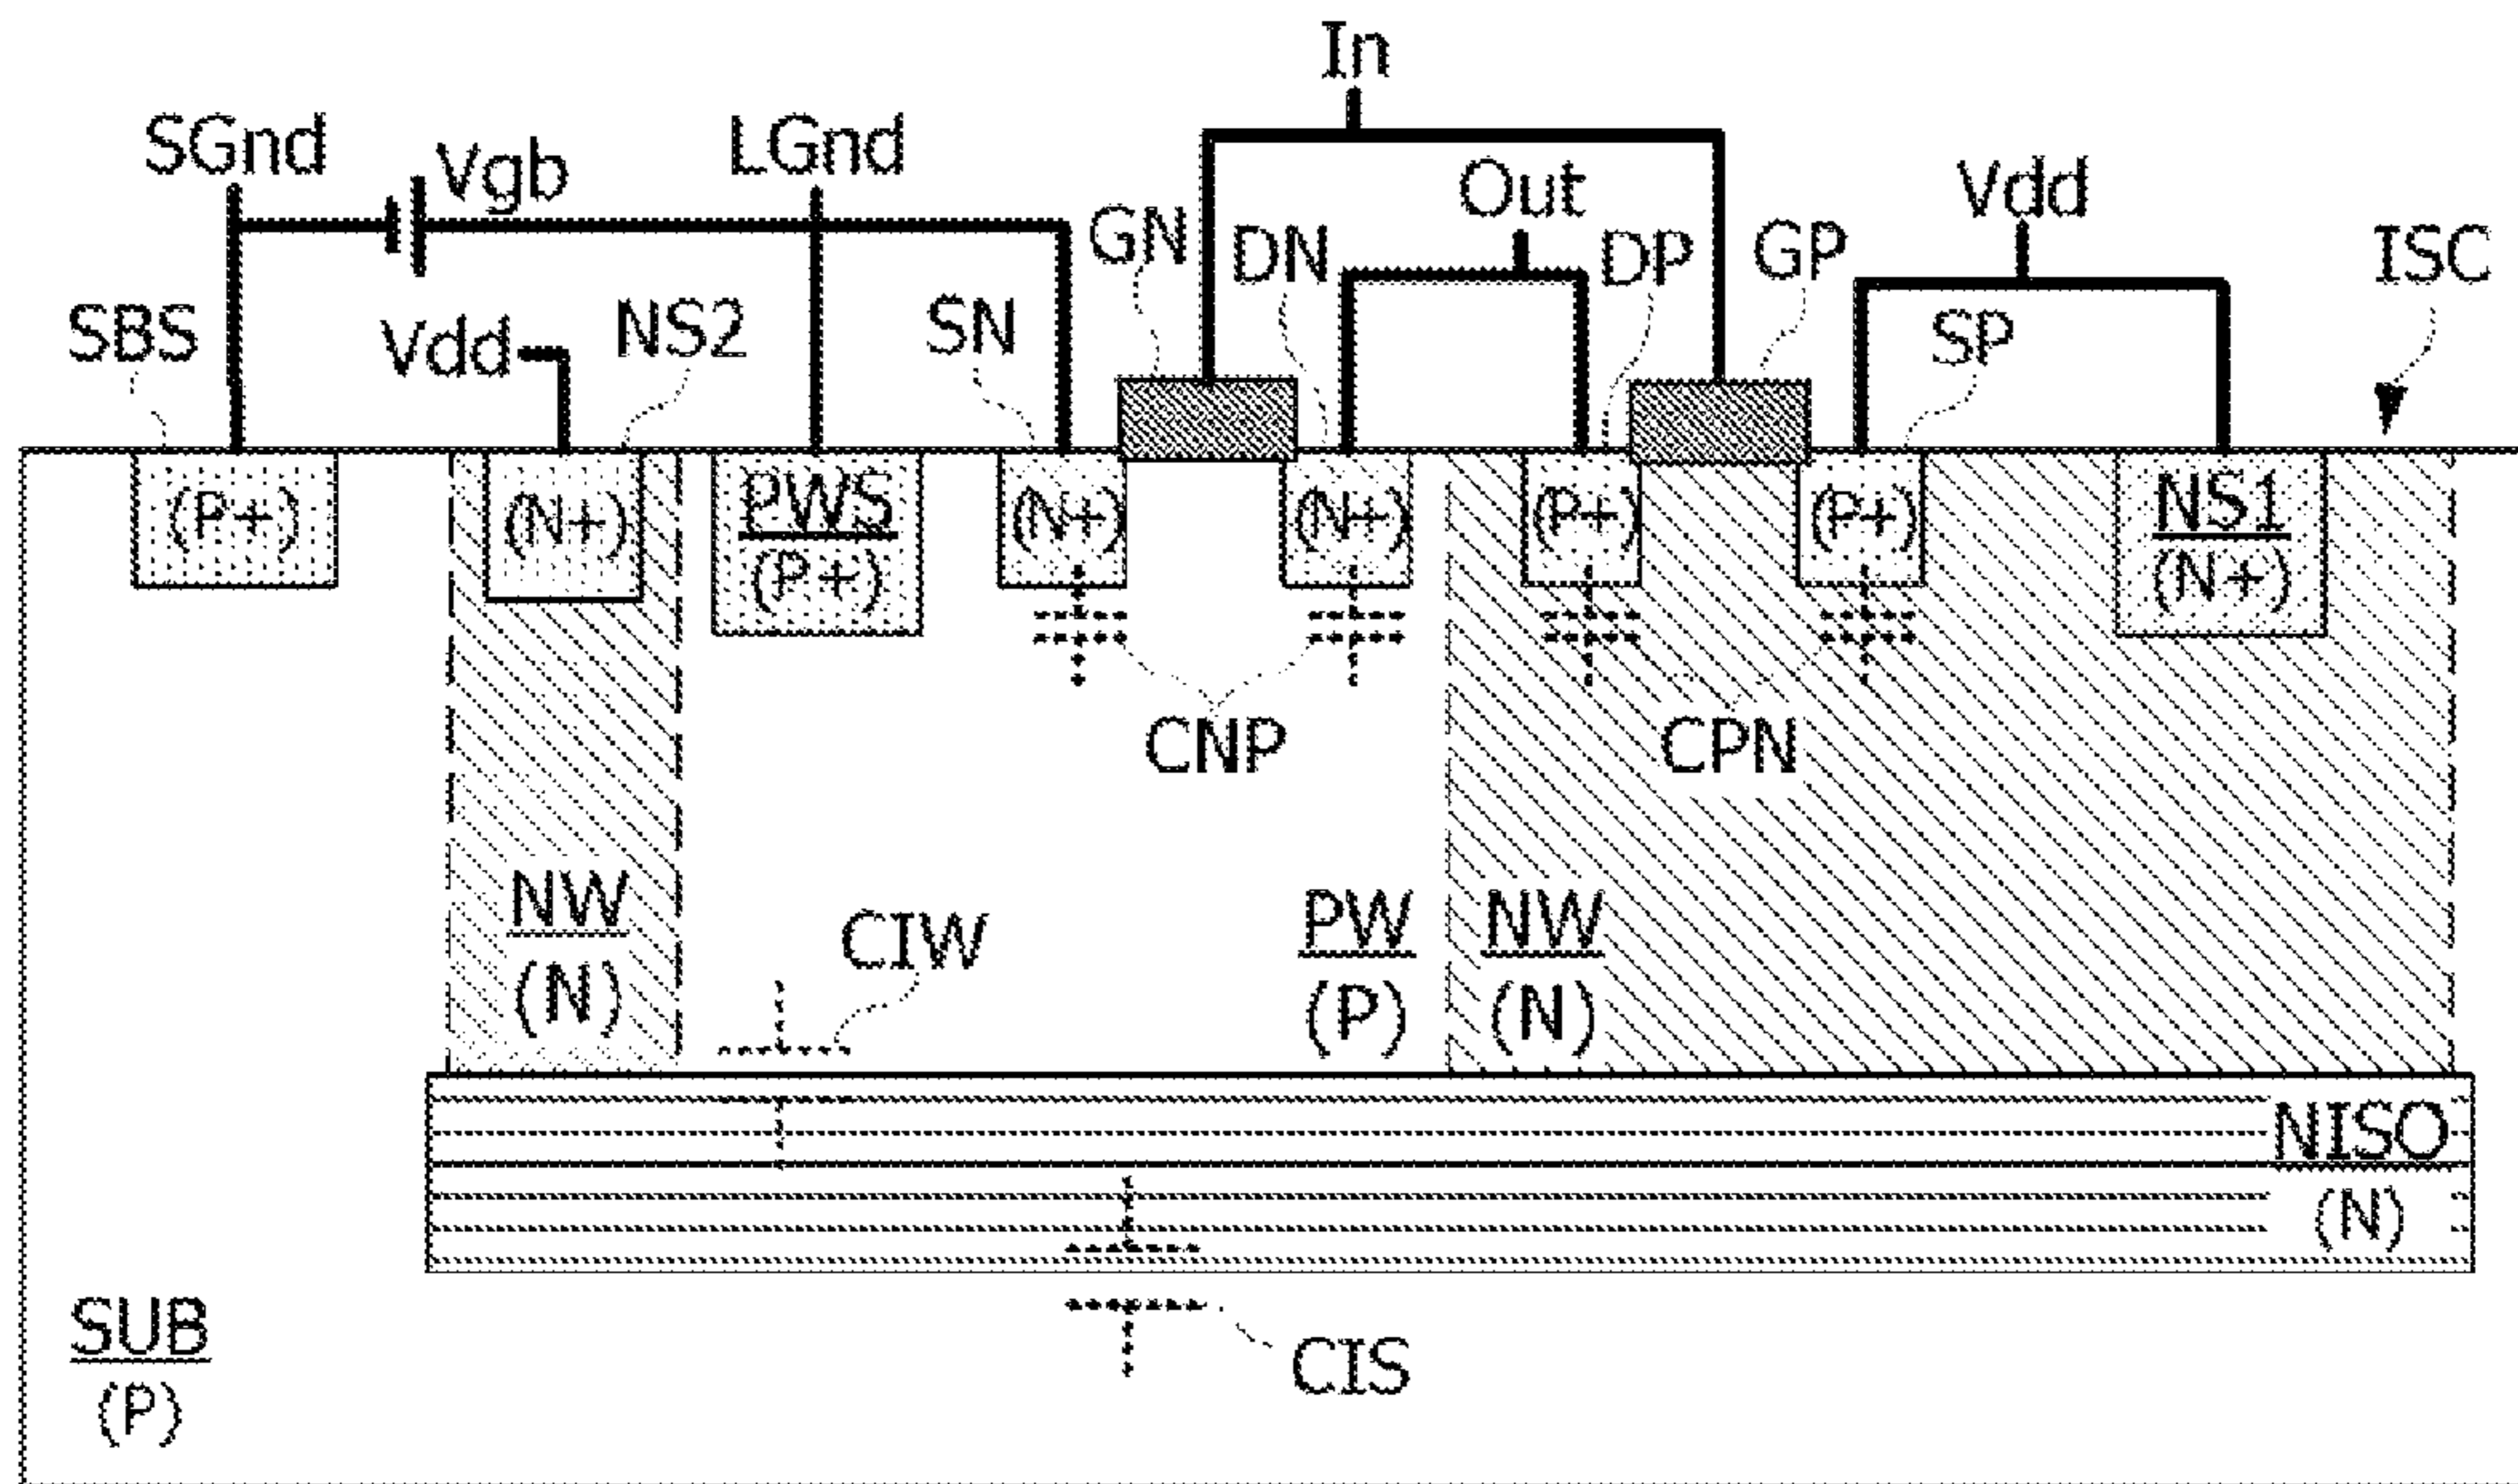 In
SGnd
Vgb
LGnd
GN
DN
Out
DP
GP
Vdd
ISC
SBS
Vdd
NS2
SN
SP
(P+)
(N+)
PWS
(P+)
(N+)
(N+)
(P+)
(P+)
NS1
(N+)
CNP
CPN
NW
(N)
CIW
PW
(P)
NW
(N)
NISO
(N)
SUB
(P)
CIS